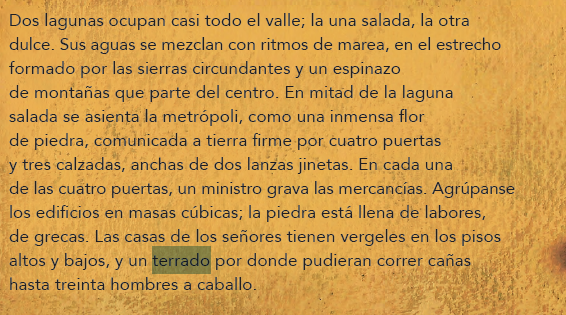 Dos lagunas ocupan casi todo el valle; la una salada, la otra
dulce. Sus aguas se mezclan con ritmos de marea, en el estrecho
formado por las sierras circundantes y un espinazo
de montañas que parte del centro. En mitad de la laguna
salada se asienta la metrópoli, como una inmensa flor
de piedra, comunicada a tierra firme por cuatro puertas
y tres calzadas, anchas de dos lanzas jinetas. En cada una
de las cuatro puertas, un ministro grava las mercancías. Agrúpanse
los edificios en masas cúbicas; la piedra está llena de labores,
de grecas. Las casas de los señores tienen vergeles en los pisos
altos y bajos, y un terrado por donde pudieran correr cañas
hasta treinta hombres a caballo.